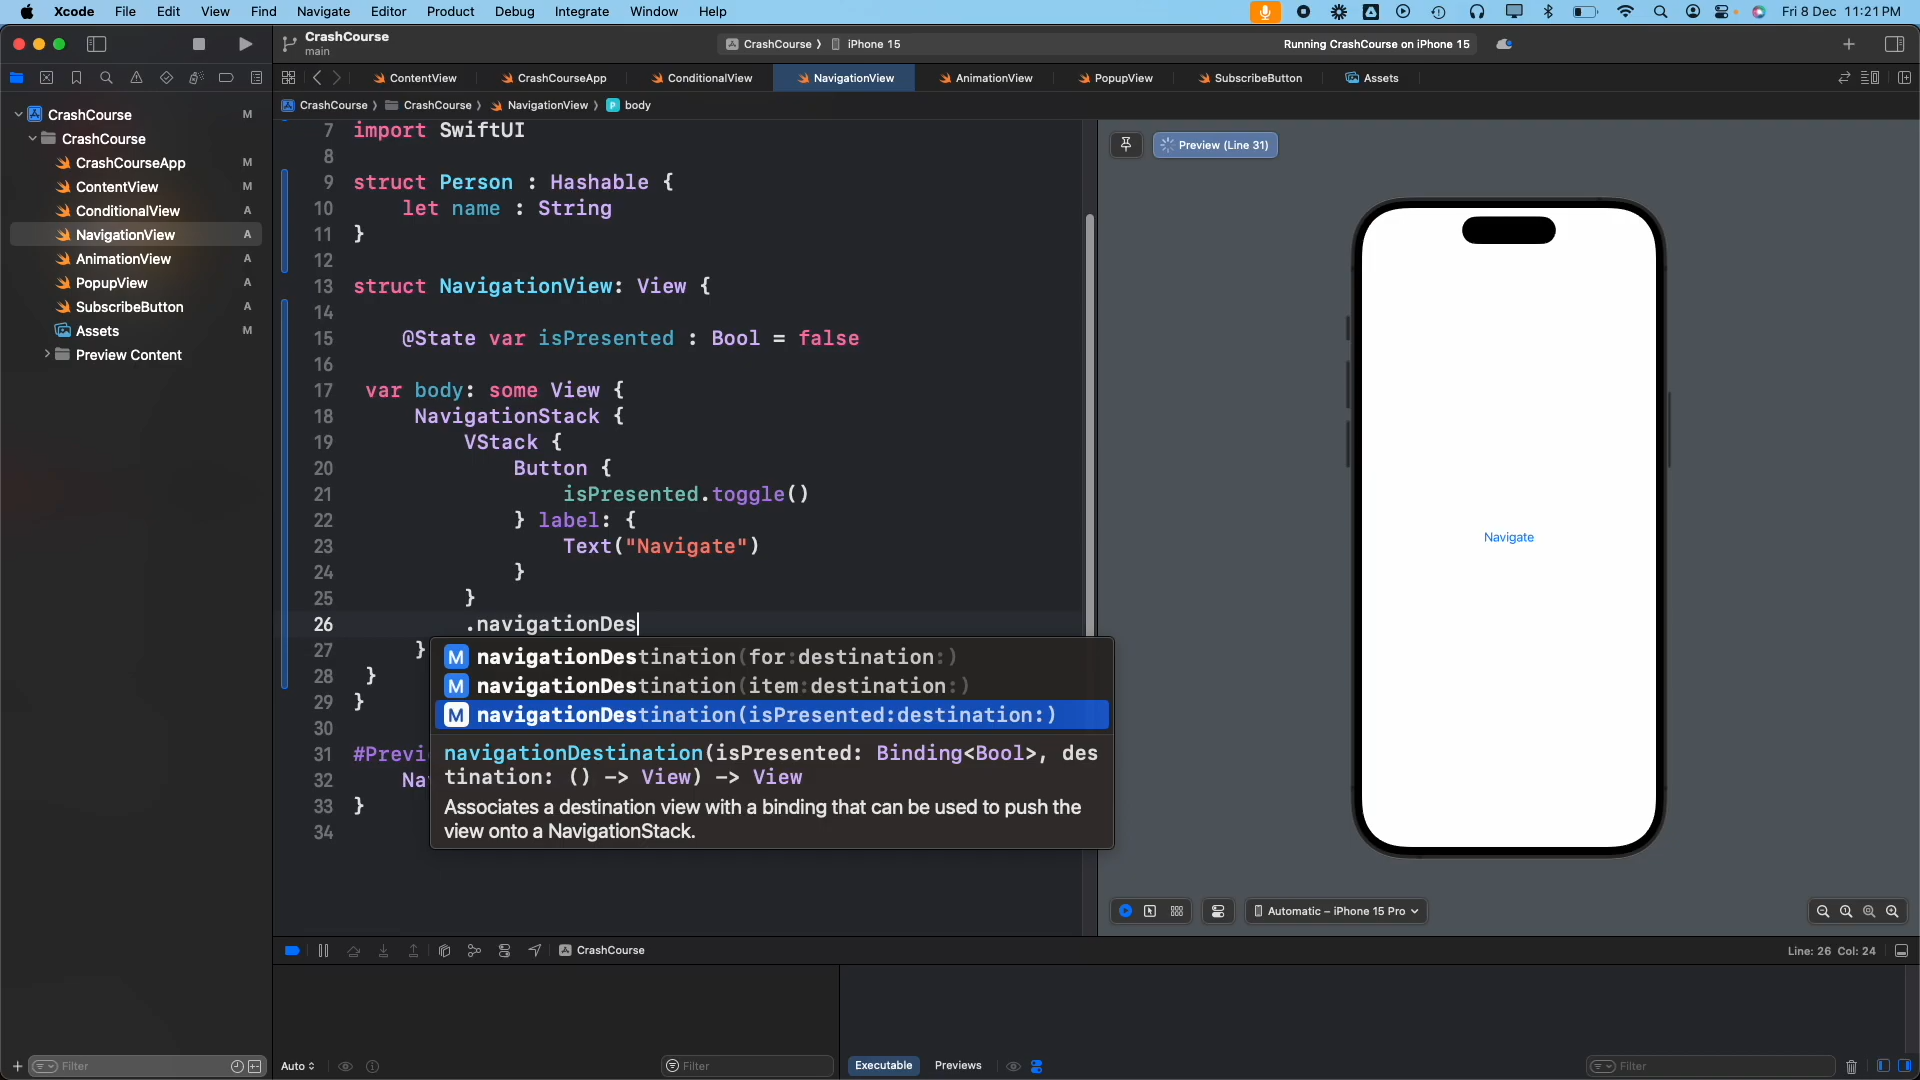 Xcode File Edit View Find Navigate Editor Product Debug Integrate Window Help Fri 8 Dec 11:21 PM
CrashCourse
main
CrashCourse iPhone 15 Running CrashCourse on iPhone 15
ContentView CrashCourseApp ConditionalView NavigationView AnimationView PopupView SubscribeButton Assets
CrashCourse CrashCourse NavigationView P body
CrashCourse M
CrashCourse
CrashCourseApp M
ContentView M
ConditionalView A
NavigationView A
AnimationView A
PopupView A
SubscribeButton A
Assets M
Preview Content
7 import SwiftUI
8
9 struct Person : Hashable {
10 let name : String
11 }
12
13 struct NavigationView: View {
14
15 @State var isPresented : Bool = false
16
17 var body: some View {
18 NavigationStack {
19 VStack {
20 Button {
21 isPresented.toggle()
22 } label: {
23 Text("Navigate")
24 }
25 }
26 .navigationDes
27 }
28 }
29 }
30
31 #Previ
32 Na
33 }
34
M navigationDestination(for:destination:)
M navigationDestination(item:destination:)
M navigationDestination(isPresented:destination:)
navigationDestination(isPresented: Binding<Bool>, des
tination: () -> View) -> View
Associates a destination view with a binding that can be used to push the
view onto a NavigationStack.
Preview (Line 31)
Navigate
Automatic – iPhone 15 Pro
CrashCourse Line: 26 Col: 24
Filter Auto Filter Executable Previews Filter